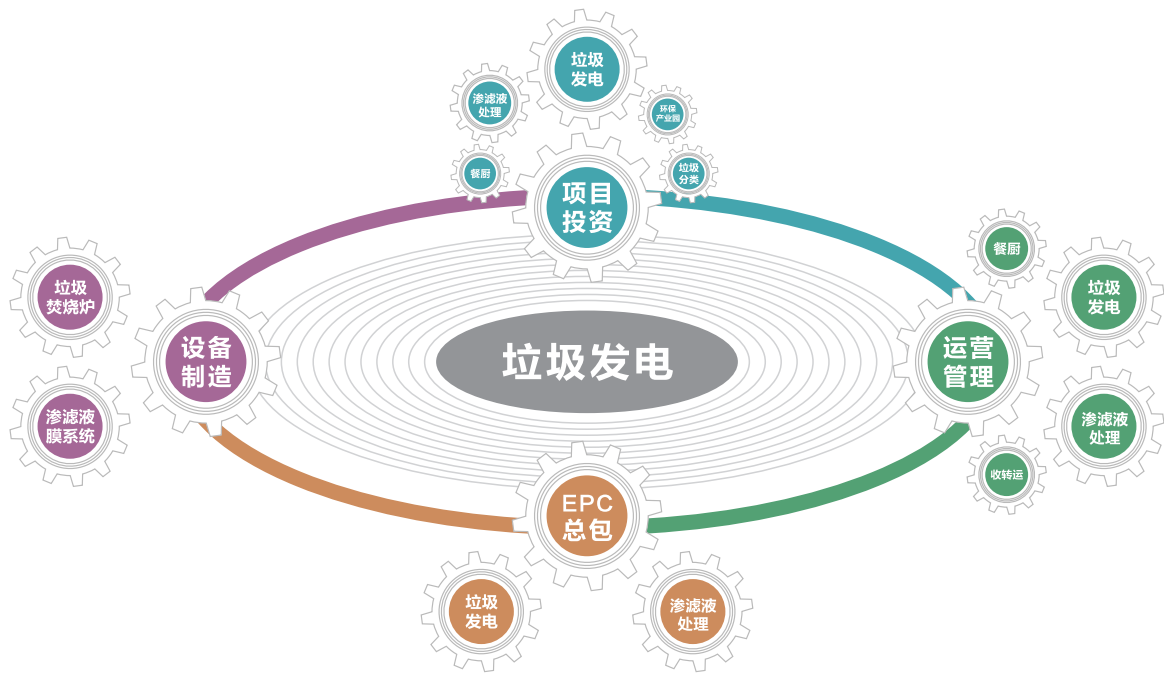 垃圾
发电
渗滤液
处理
环保
产业园
餐厨
垃圾
分类
项目
投资
餐厨
垃圾
发电
渗滤液
处理
收转运
运营
管理
垃圾
焚烧炉
渗滤液
膜系统
设备
制造
垃圾发电
EPC
总包
垃圾
发电
渗滤液
处理